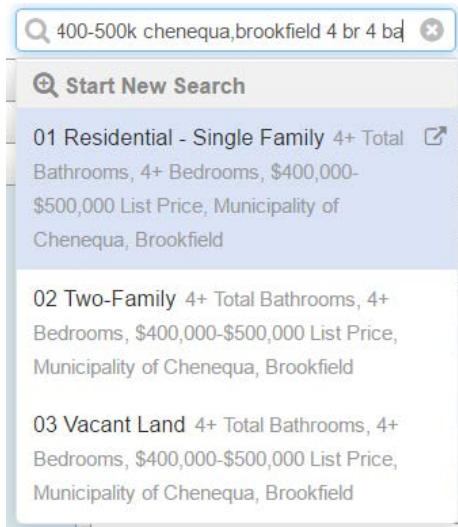 400-500k chenequa,brookfield 4 br 4 ba
Start New Search
01 Residential - Single Family 4+ Total
Bathrooms, 4+ Bedrooms, $400,000-
$500,000 List Price, Municipality of
Chenequa, Brookfield
02 Two-Family 4+ Total Bathrooms, 4+
Bedrooms, $400,000-$500,000 List Price,
Municipality of Chenequa, Brookfield
03 Vacant Land 4+ Total Bathrooms, 4+
Bedrooms, $400,000-$500,000 List Price,
Municipality of Chenequa, Brookfield